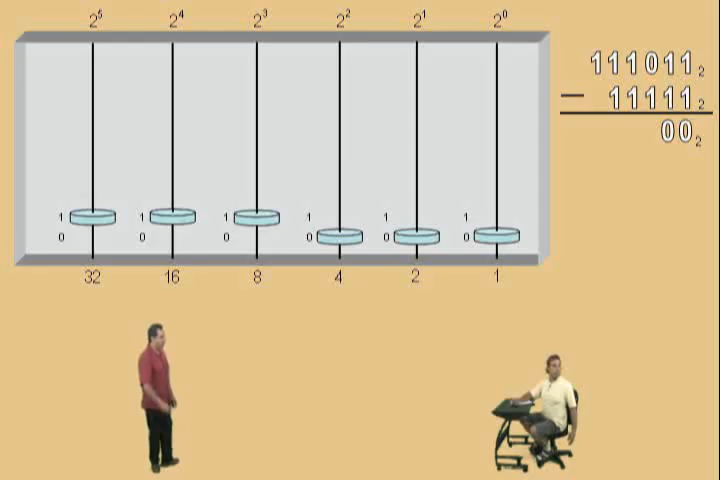 2⁵ 2⁴ 2³ 2² 2¹ 2⁰
1 1 1 1 1 1
0 0 0 0 0 0
32 16 8 4 2 1
111011₂
— 11111₂
00₂